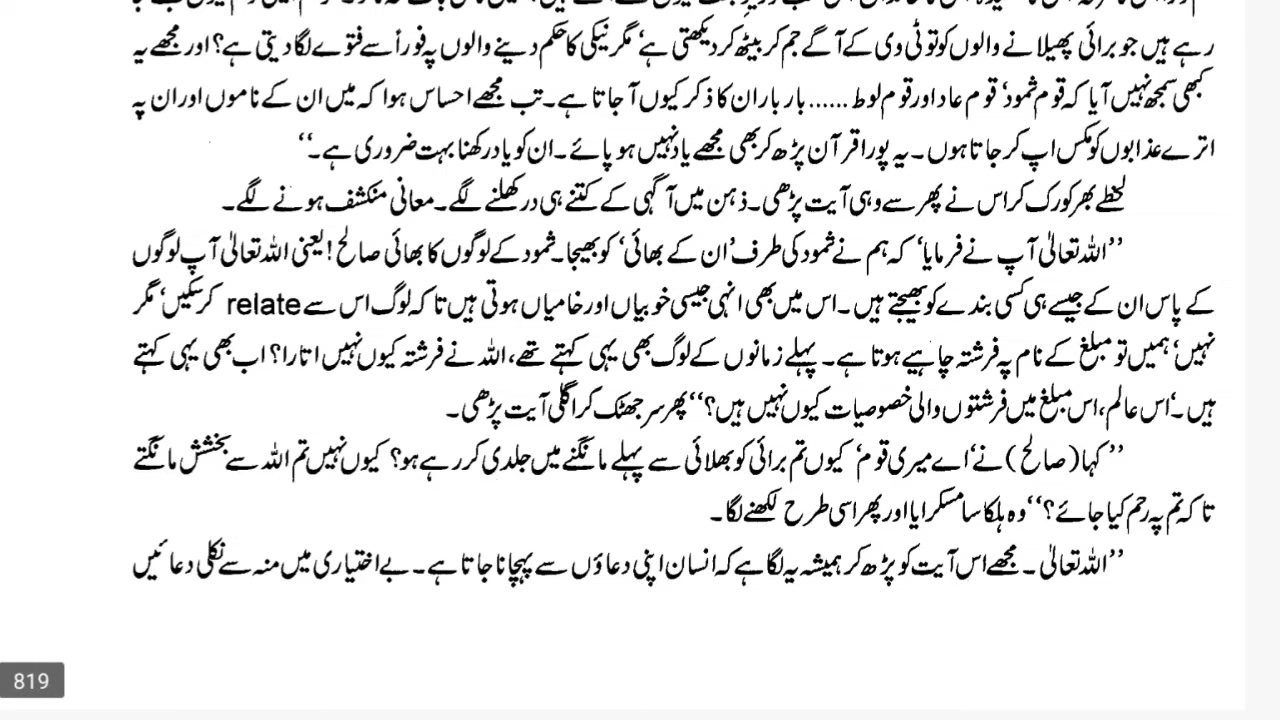 رہے ہیں جو برائی پھیلانے والوں کو تو ٹی وی کے آگے جم کر بیٹھ کر دیکھتی ہے، مگر نیکی کا حکم دینے والوں پہ فوراً سے فتوے لگا دیتی ہے؟ اور مجھے یہ
کبھی سمجھ نہیں آیا کہ قوم ثمود، قوم عاد اور قوم لوط ...... بار بار ان کا ذکر کیوں آ جاتا ہے۔ تب مجھے احساس ہوا کہ میں ان کے ناموں اور ان پہ
اترے عذابوں کو مکس اپ کر جاتا ہوں۔ یہ پورا قرآن پڑھ کر بھی مجھے یاد نہیں ہو پائے۔ ان کو یاد رکھنا بہت ضروری ہے۔‘‘
لحظے بھر کو رک کر اس نے پھر سے وہی آیت پڑھی۔ ذہن میں آگہی کے کتنے ہی در کھلنے لگے۔ معانی منکشف ہونے لگے۔
’’اللہ تعالیٰ آپ نے فرمایا‘ کہ ہم نے ثمود کی طرف ’ان کے بھائی‘ کو بھیجا۔ ثمود کے لوگوں کا بھائی صالح! یعنی اللہ تعالیٰ آپ لوگوں
کے پاس ان کے جیسے ہی کسی بندے کو بھیجتے ہیں۔ اس میں بھی انہی جیسی خوبیاں اور خامیاں ہوتی ہیں تا کہ لوگ اس سے relate کر سکیں‘ مگر
نہیں‘ ہمیں تو مبلغ کے نام پہ فرشتہ چاہیے ہوتا ہے۔ پہلے زمانوں کے لوگ بھی یہی کہتے تھے، اللہ نے فرشتہ کیوں نہیں اتارا؟ اب بھی یہی کہتے
ہیں۔‘ اس عالم، اس مبلغ میں فرشتوں والی خصوصیات کیوں نہیں ہیں؟‘‘ پھر سر جھٹک کر اگلی آیت پڑھی۔
’’کہا (صالح) نے‘ اے میری قوم‘ کیوں تم برائی کو بھلائی سے پہلے مانگنے میں جلدی کر رہے ہو؟ کیوں نہیں تم اللہ سے بخشش مانگتے
تا کہ تم پہ رحم کیا جائے؟‘‘ وہ ہلکا سا مسکرایا اور پھر اسی طرح لکھنے لگا۔
’’اللہ تعالیٰ۔ مجھے اس آیت کو پڑھ کر ہمیشہ یہ لگا ہے کہ انسان اپنی دعاؤں سے پہچانا جاتا ہے۔ بے اختیاری میں منہ سے نکلی دعائیں
819